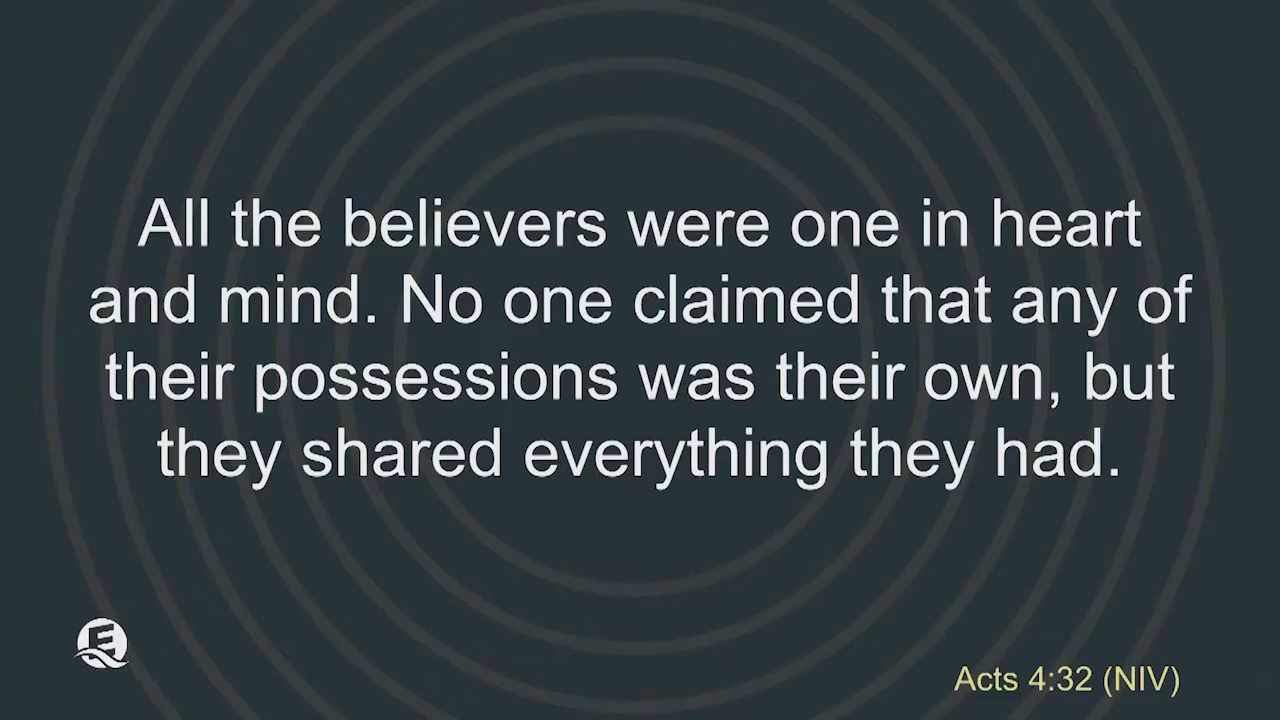 All the believers were one in heart
and mind. No one claimed that any of
their possessions was their own, but
they shared everything they had.
Acts 4:32 (NIV)